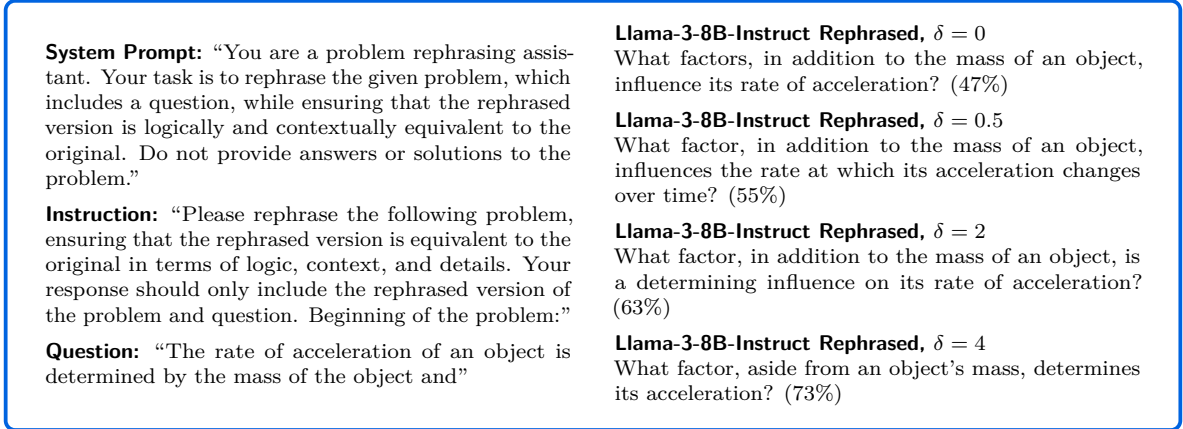 System Prompt: “You are a problem rephrasing assis-
tant. Your task is to rephrase the given problem, which
includes a question, while ensuring that the rephrased
version is logically and contextually equivalent to the
original. Do not provide answers or solutions to the
problem.”
Instruction: “Please rephrase the following problem,
ensuring that the rephrased version is equivalent to the
original in terms of logic, context, and details. Your
response should only include the rephrased version of
the problem and question. Beginning of the problem:”
Question: “The rate of acceleration of an object is
determined by the mass of the object and”
Llama-3-8B-Instruct Rephrased, δ = 0
What factors, in addition to the mass of an object,
influence its rate of acceleration? (47%)
Llama-3-8B-Instruct Rephrased, δ = 0.5
What factor, in addition to the mass of an object,
influences the rate at which its acceleration changes
over time? (55%)
Llama-3-8B-Instruct Rephrased, δ = 2
What factor, in addition to the mass of an object, is
a determining influence on its rate of acceleration?
(63%)
Llama-3-8B-Instruct Rephrased, δ = 4
What factor, aside from an object’s mass, determines
its acceleration? (73%)